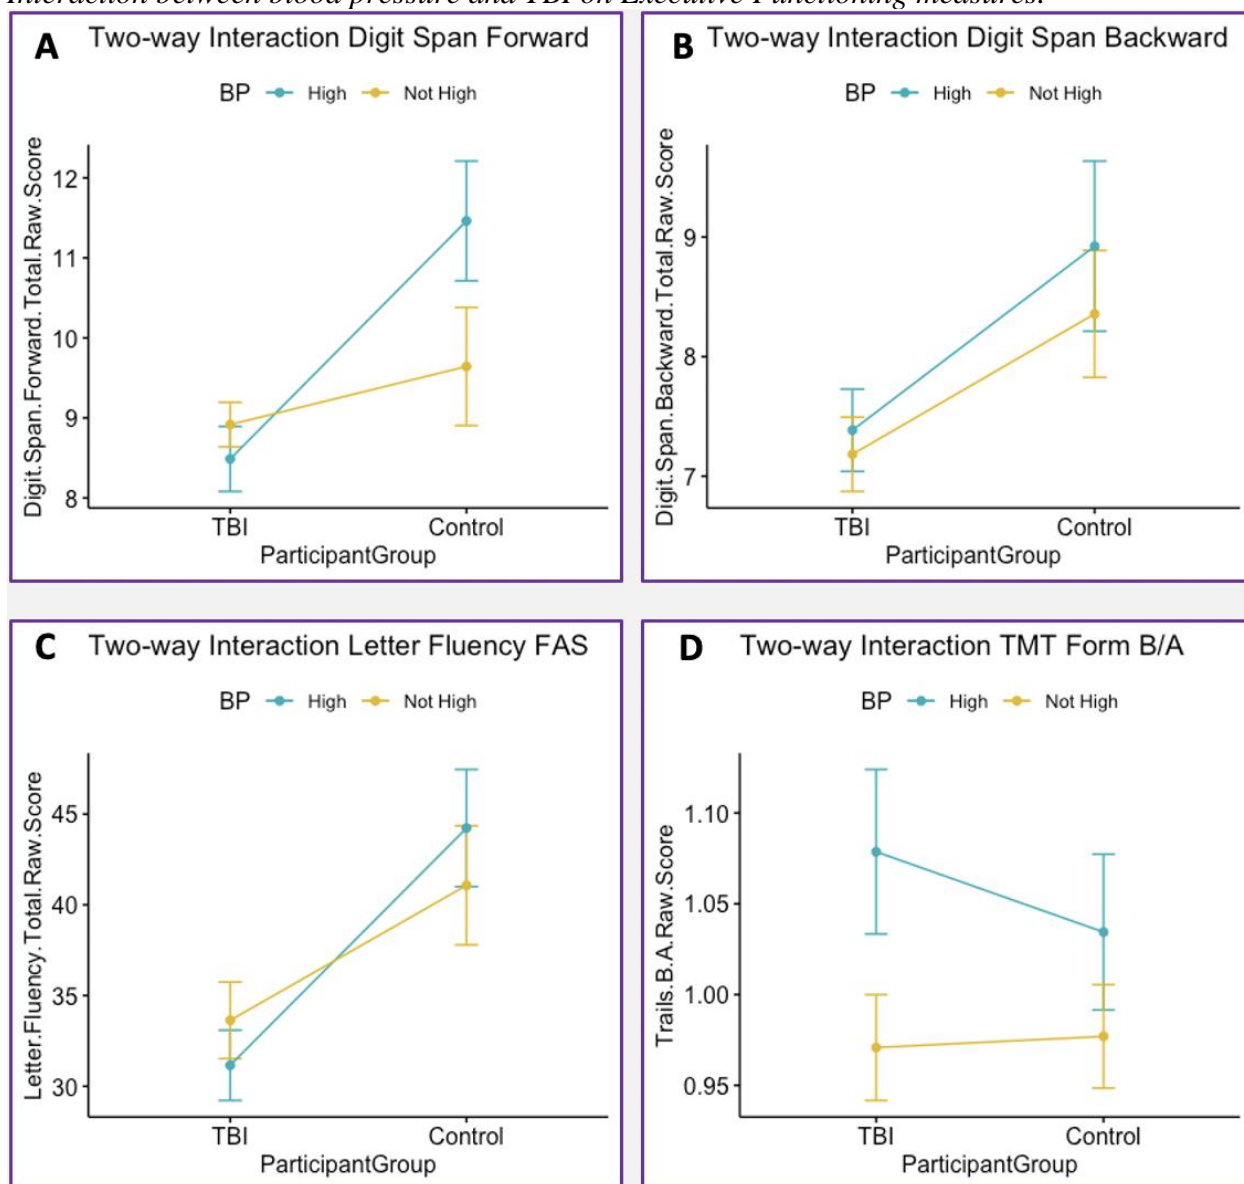 Interaction between blood pressure and TBI on Executive Functioning measures.
A Two-way Interaction Digit Span Forward
BP High Not High
Digit.Span.Forward.Total.Raw.Score
12
11
10
9
8
TBI Control
ParticipantGroup
B Two-way Interaction Digit Span Backward
BP High Not High
Digit.Span.Backward.Total.Raw.Score
9
8
7
TBI Control
ParticipantGroup
C Two-way Interaction Letter Fluency FAS
BP High Not High
Letter.Fluency.Total.Raw.Score
45
40
35
30
TBI Control
ParticipantGroup
D Two-way Interaction TMT Form B/A
BP High Not High
Trails.B.A.Raw.Score
1.10
1.05
1.00
0.95
TBI Control
ParticipantGroup